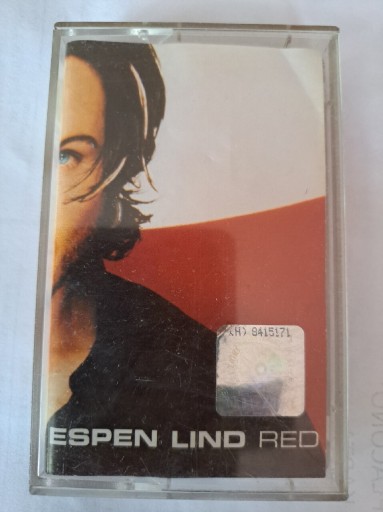 (H) 8415171
ESPEN LIND RED